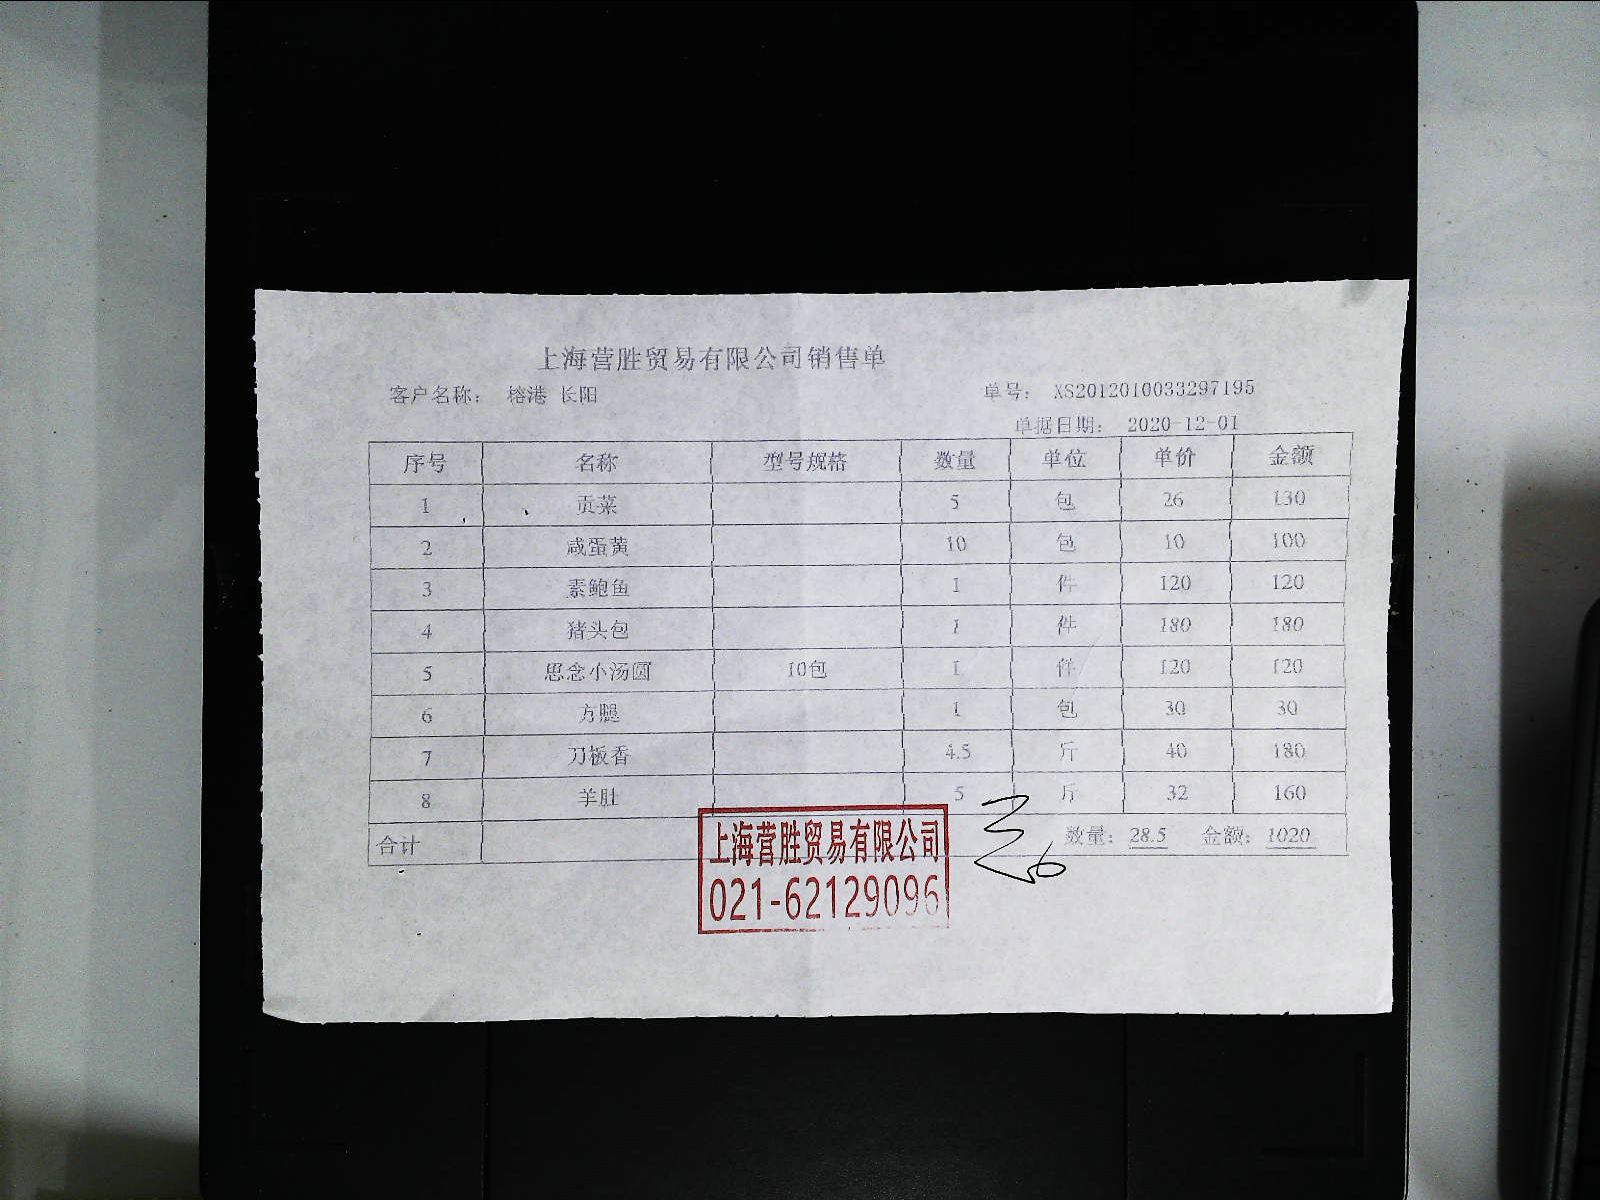 上海营胜贸易有限公司销售单
客户名称： 榕港 长阳 单号： XS2012010033297195
单据日期： 2020-12-01
序号 名称 型号规格 数量 单位 单价 金额
1 贡菜 5 包 26 130
2 咸蛋黄 10 包 10 100
3 素鲍鱼 1 件 120 120
4 猪头包 1 件 180 180
5 思念小汤圆 10包 1 件 120 120
6 方腿 1 包 30 30
7 刀板香 4.5 斤 40 180
8 羊肚 5 斤 32 160
合计 数量： 28.5 金额： 1020
上海营胜贸易有限公司
021-62129096